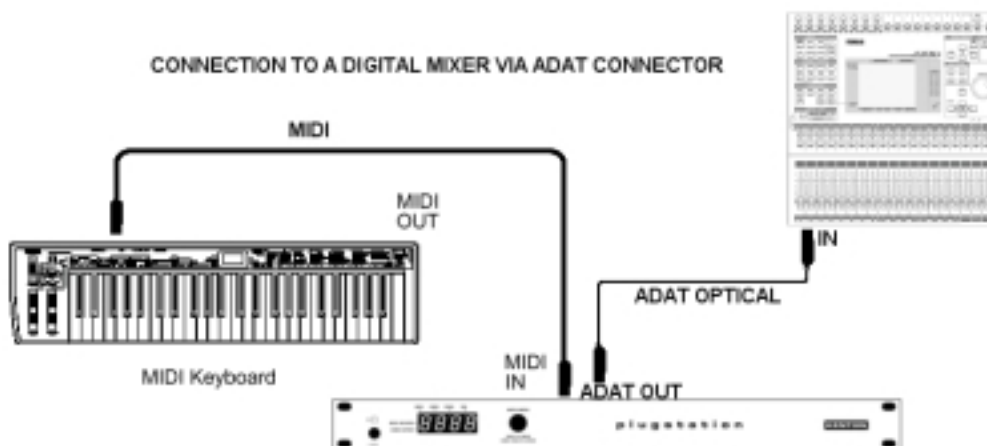 CONNECTION TO A DIGITAL MIXER VIA ADAT CONNECTOR
MIDI
MIDI
OUT
IN
ADAT OPTICAL
MIDI Keyboard
MIDI
IN
ADAT OUT
plugstation
KENTON